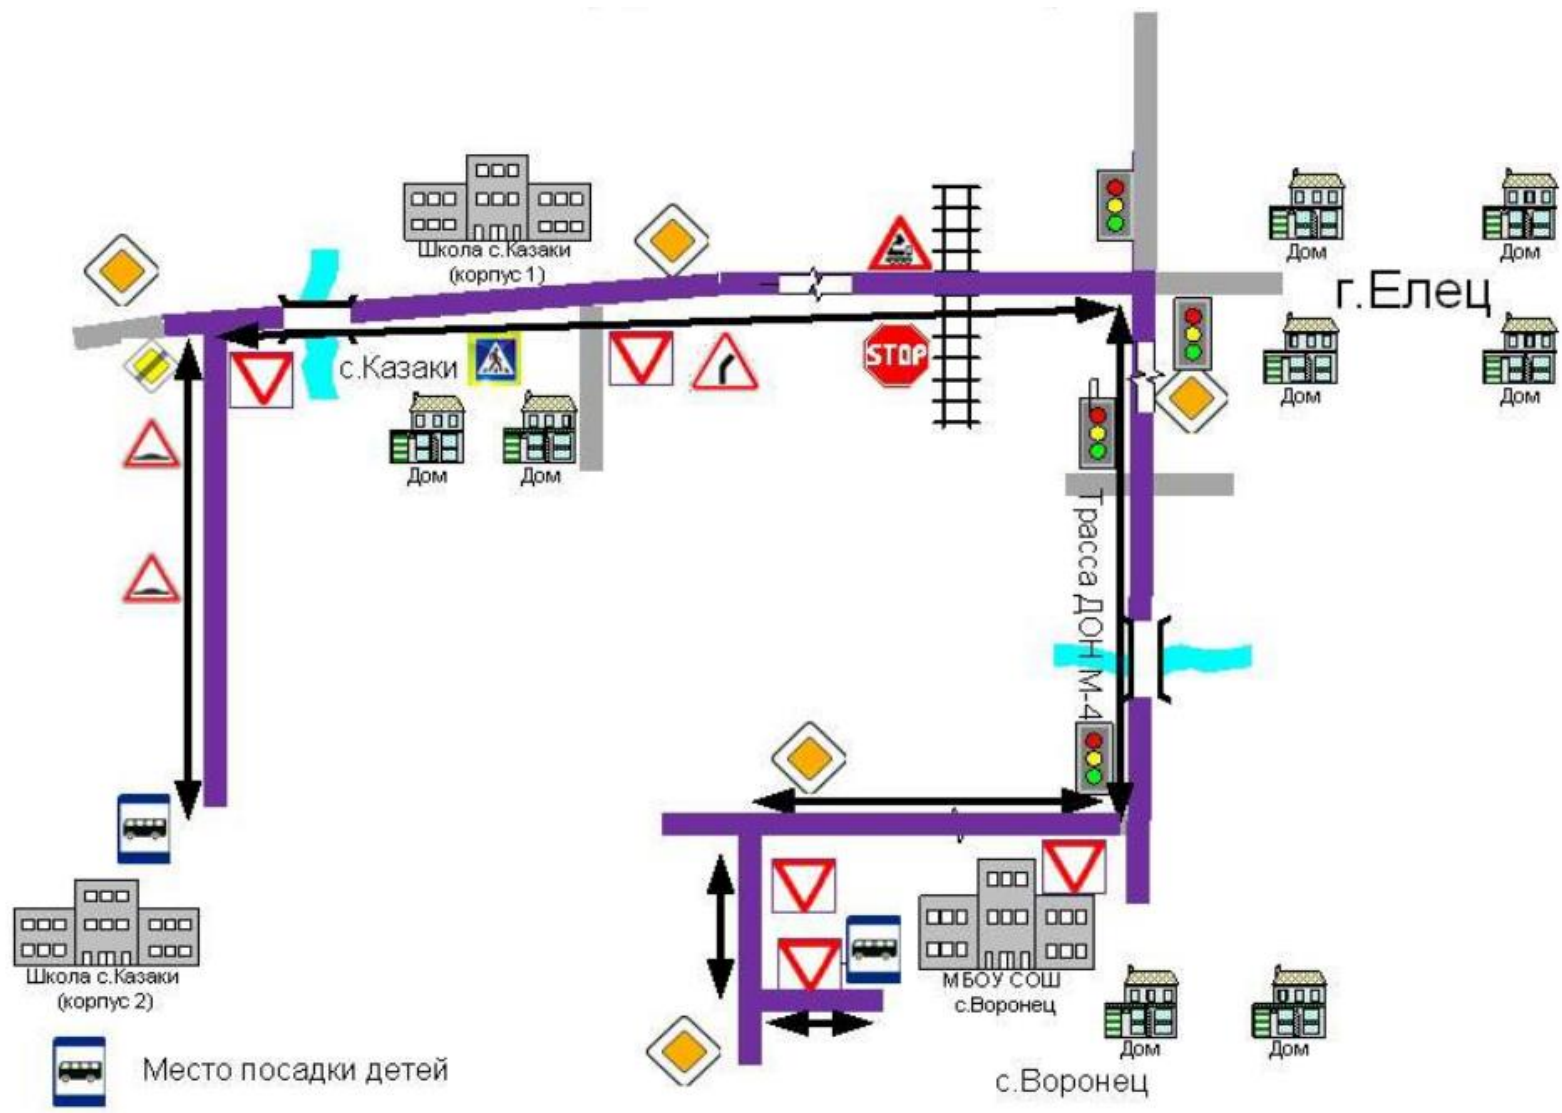 Школа с.Казаки
(корпус 1)
Дом
Дом
г.Елец
с.Казаки
STOP
Дом
Дом
Дом
Дом
Трасса ДОН М-4
Школа с.Казаки
(корпус 2)
МБОУ СОШ
с.Воронец
Дом
Дом
Место посадки детей
с.Воронец